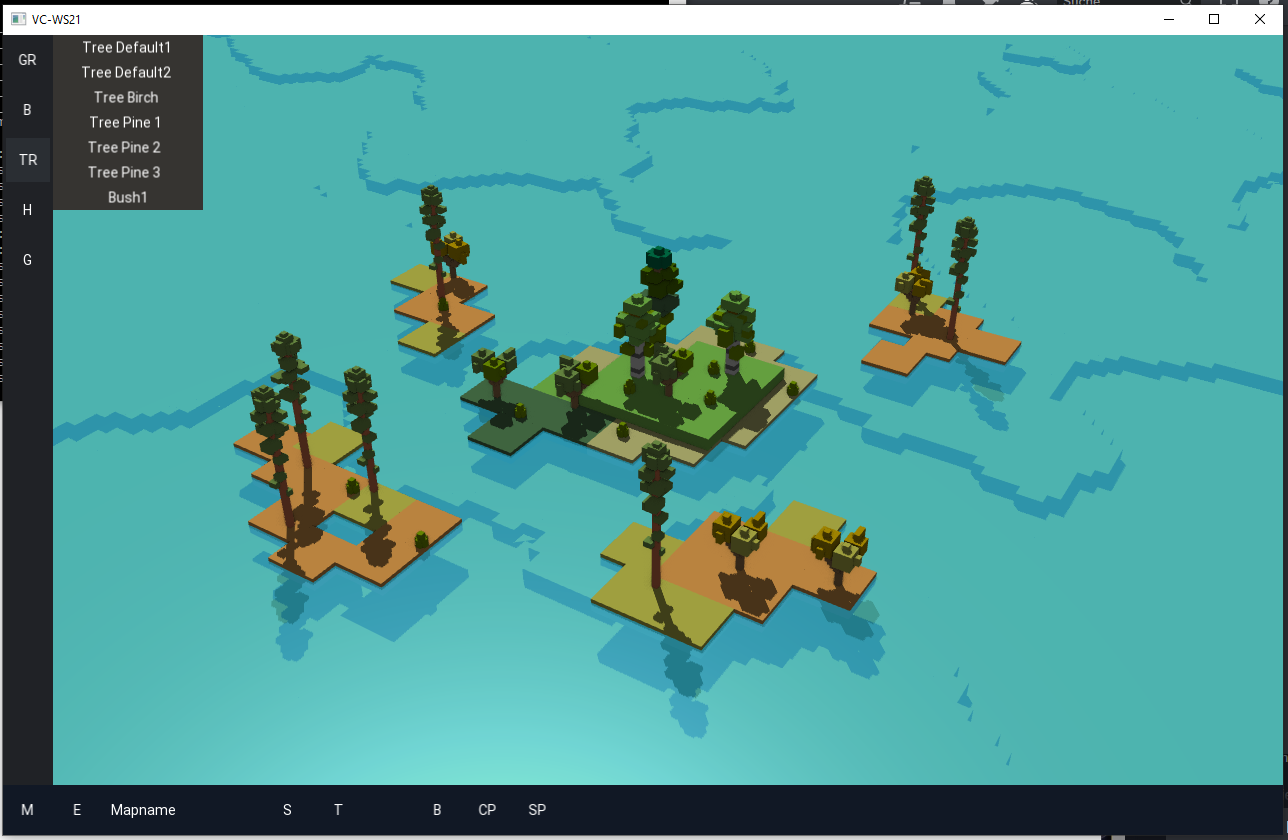 Suche
VC-WS21
GR
B
TR
H
G
Tree Default1
Tree Default2
Tree Birch
Tree Pine 1
Tree Pine 2
Tree Pine 3
Bush1
M E Mapname S T B CP SP